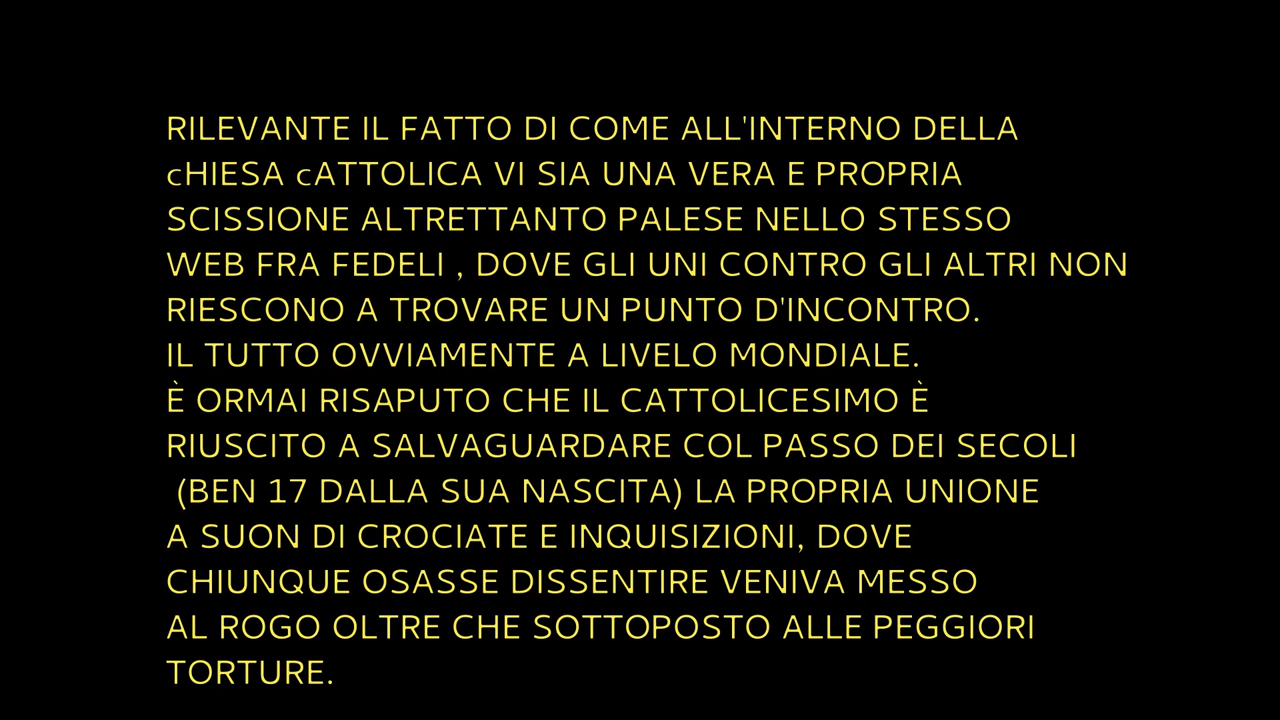 RILEVANTE IL FATTO DI COME ALL'INTERNO DELLA
cHIESA cATTOLICA VI SIA UNA VERA E PROPRIA
SCISSIONE ALTRETTANTO PALESE NELLO STESSO
WEB FRA FEDELI , DOVE GLI UNI CONTRO GLI ALTRI NON
RIESCONO A TROVARE UN PUNTO D'INCONTRO.
IL TUTTO OVVIAMENTE A LIVELO MONDIALE.
È ORMAI RISAPUTO CHE IL CATTOLICESIMO È
RIUSCITO A SALVAGUARDARE COL PASSO DEI SECOLI
(BEN 17 DALLA SUA NASCITA) LA PROPRIA UNIONE
A SUON DI CROCIATE E INQUISIZIONI, DOVE
CHIUNQUE OSASSE DISSENTIRE VENIVA MESSO
AL ROGO OLTRE CHE SOTTOPOSTO ALLE PEGGIORI
TORTURE.